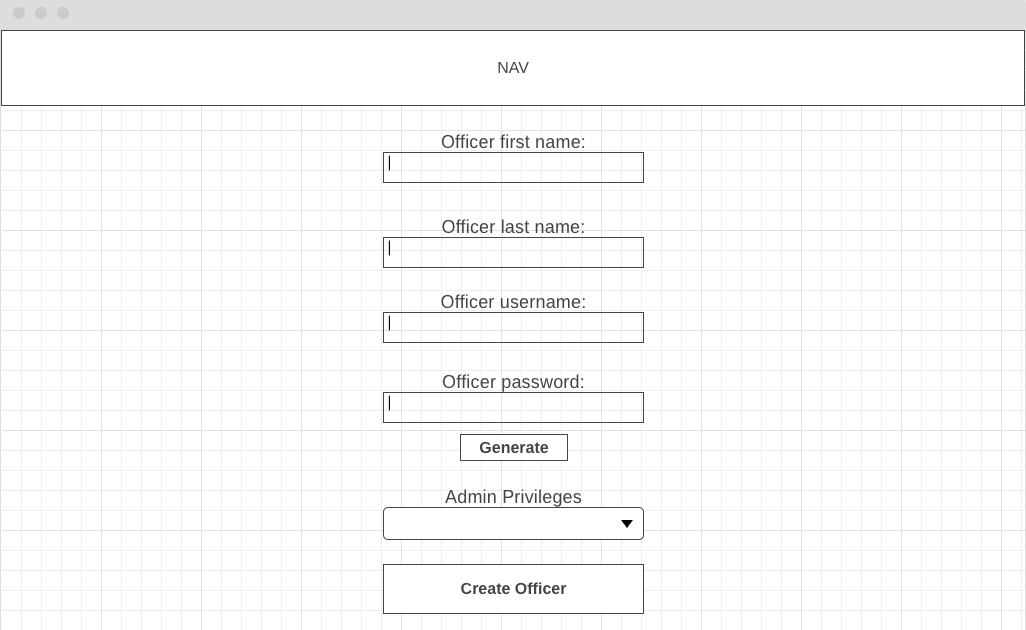 NAV
Officer first name:
Officer last name:
Officer username:
Officer password:
Generate
Admin Privileges
Create Officer